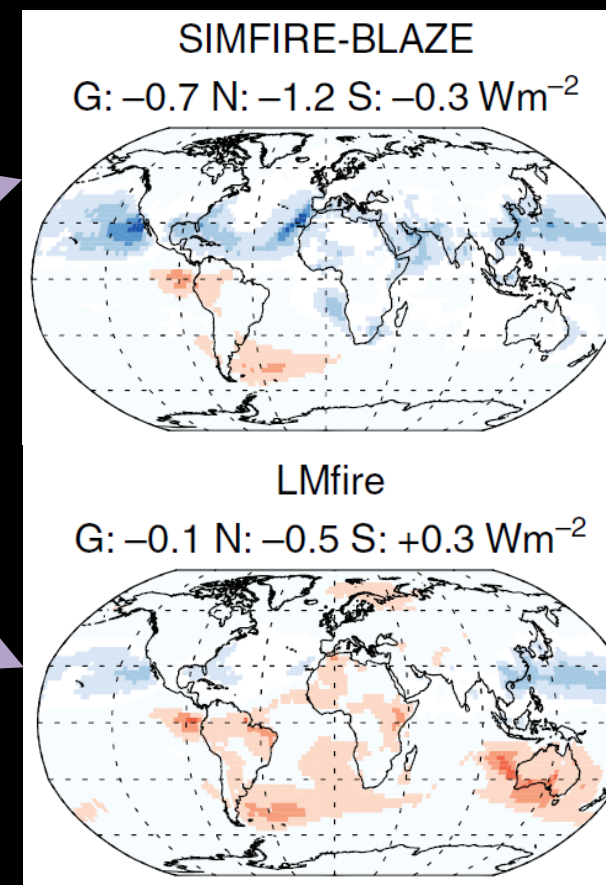 SIMFIRE-BLAZE
G: −0.7 N: −1.2 S: −0.3 Wm⁻²
LMfire
G: −0.1 N: −0.5 S: +0.3 Wm⁻²